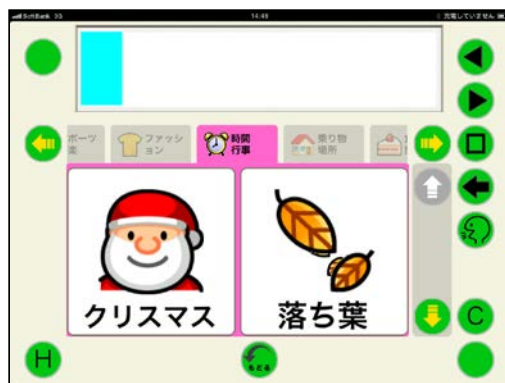 SoftBank 3G 14:49 充電していません
ポーツ
楽
ファッシ
ョン
時間
行事
乗り物
場所
クリスマス
落ち葉
C
H
もどる